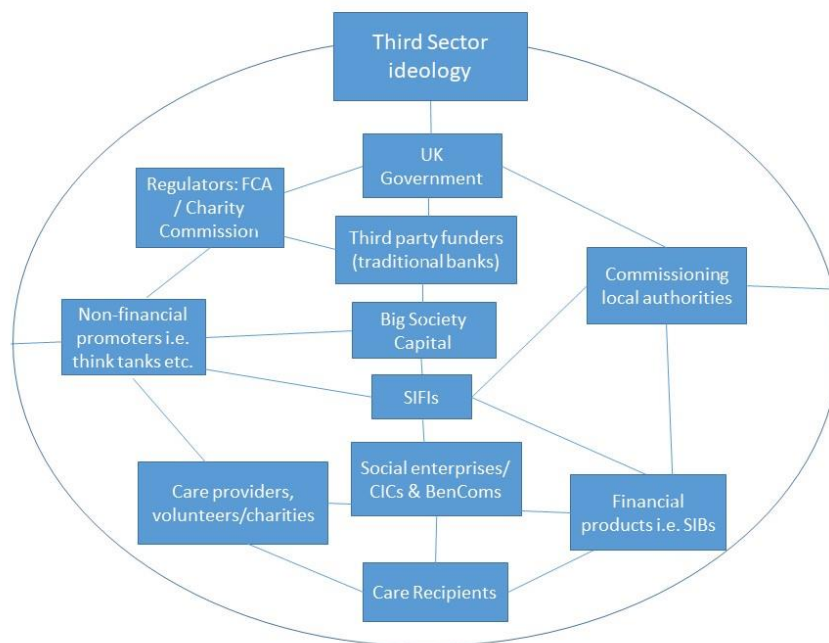 Third Sector
ideology
UK
Government
Regulators: FCA
/ Charity
Commission
Third party funders
(traditional banks)
Commissioning
local authorities
Non-financial
promoters i.e.
think tanks etc.
Big Society
Capital
SIFIs
Social enterprises/
CICs & BenComs
Care providers,
volunteers/charities
Financial
products i.e. SIBs
Care Recipients